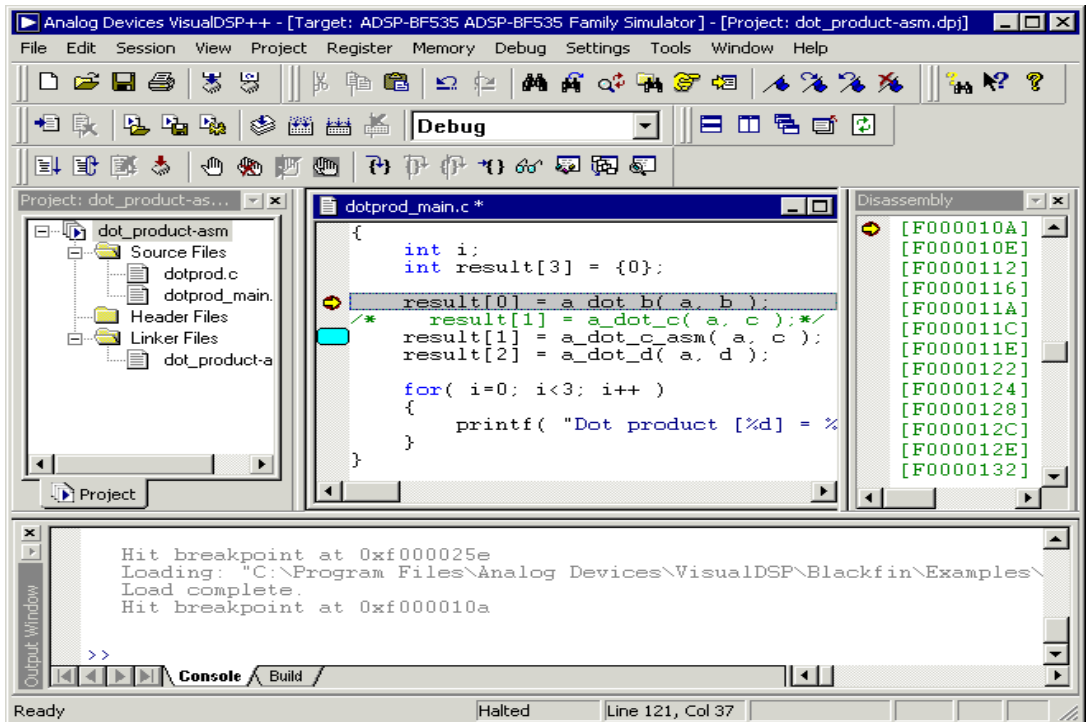 Analog Devices VisualDSP++ - [Target: ADSP-BF535 ADSP-BF535 Family Simulator] - [Project: dot_product-asm.dpj]
File Edit Session View Project Register Memory Debug Settings Tools Window Help
Debug
Project: dot_product-as...
dot_product-asm
Source Files
dotprod.c
dotprod_main.
Header Files
Linker Files
dot_product-a
Project
dotprod_main.c *
{
int i;
int result[3] = {0};
result[0] = a_dot_b( a, b );
/* result[1] = a_dot_c( a, c );*/
result[1] = a_dot_c_asm( a, c );
result[2] = a_dot_d( a, d );
for( i=0; i<3; i++ )
{
printf( "Dot product [%d] = %
}
}
Disassembly
[F000010A]
[F000010E]
[F0000112]
[F0000116]
[F000011A]
[F000011C]
[F000011E]
[F0000122]
[F0000124]
[F0000128]
[F000012C]
[F000012E]
[F0000132]
Output Window
Hit breakpoint at 0xf000025e
Loading: "C:\Program Files\Analog Devices\VisualDSP\Blackfin\Examples\
Load complete.
Hit breakpoint at 0xf000010a
>>
Console Build
Ready Halted Line 121, Col 37